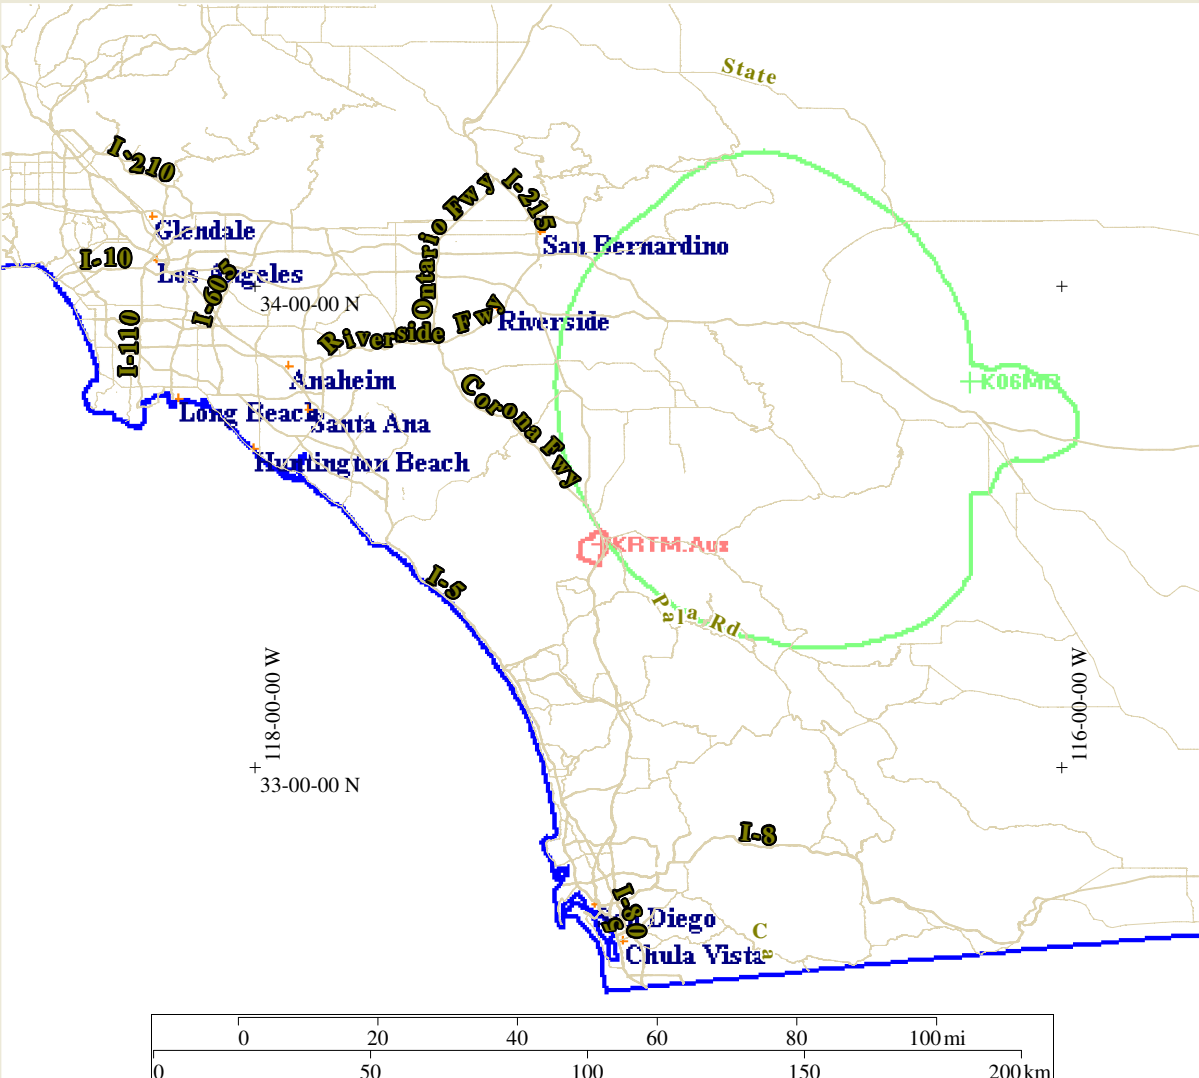 State
I-210
Ontario Fwy
I-215
Glendale
San Bernardino
I-10
Los Angeles
I-605
34-00-00 N
I-110
Riverside Fwy
Riverside
Anaheim
Corona Fwy
K06MB
Long Beach
Santa Ana
Huntington Beach
KRTM.Aux
I-5
Pala Rd
118-00-00 W
116-00-00 W
33-00-00 N
I-8
San Diego
Chula Vista
Ca
0 20 40 60 80 100 mi
0 50 100 150 200 km